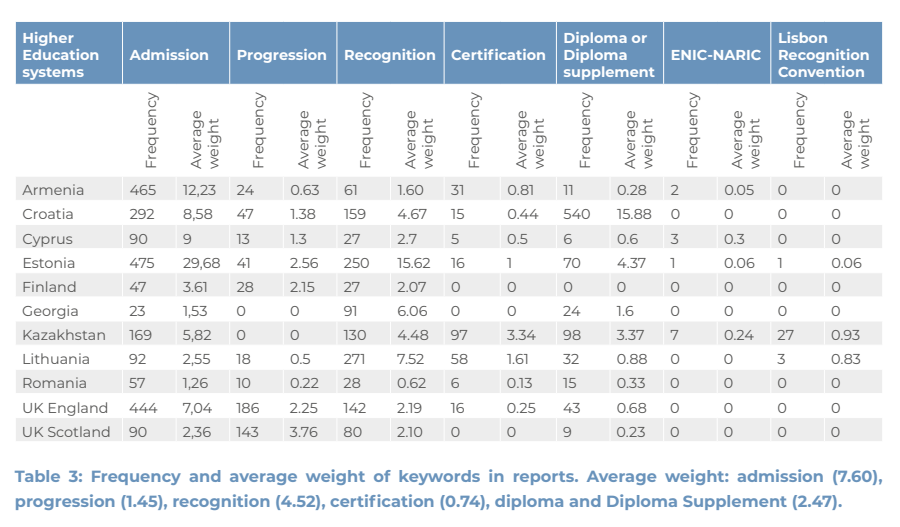 Higher Education systems | Admission | Progression | Recognition | Certification | Diploma or Diploma supplement | ENIC-NARIC | Lisbon Recognition Convention
Frequency | Average weight | Frequency | Average weight | Frequency | Average weight | Frequency | Average weight | Frequency | Average weight | Frequency | Average weight | Frequency | Average weight
Armenia | 465 | 12,23 | 24 | 0.63 | 61 | 1.60 | 31 | 0.81 | 11 | 0.28 | 2 | 0.05 | 0 | 0
Croatia | 292 | 8,58 | 47 | 1.38 | 159 | 4.67 | 15 | 0.44 | 540 | 15.88 | 0 | 0 | 0 | 0
Cyprus | 90 | 9 | 13 | 1.3 | 27 | 2.7 | 5 | 0.5 | 6 | 0.6 | 3 | 0.3 | 0 | 0
Estonia | 475 | 29,68 | 41 | 2.56 | 250 | 15.62 | 16 | 1 | 70 | 4.37 | 1 | 0.06 | 1 | 0.06
Finland | 47 | 3.61 | 28 | 2.15 | 27 | 2.07 | 0 | 0 | 0 | 0 | 0 | 0 | 0 | 0
Georgia | 23 | 1,53 | 0 | 0 | 91 | 6.06 | 0 | 0 | 24 | 1.6 | 0 | 0 | 0 | 0
Kazakhstan | 169 | 5,82 | 0 | 0 | 130 | 4.48 | 97 | 3.34 | 98 | 3.37 | 7 | 0.24 | 27 | 0.93
Lithuania | 92 | 2,55 | 18 | 0.5 | 271 | 7.52 | 58 | 1.61 | 32 | 0.88 | 0 | 0 | 3 | 0.83
Romania | 57 | 1,26 | 10 | 0.22 | 28 | 0.62 | 6 | 0.13 | 15 | 0.33 | 0 | 0 | 0 | 0
UK England | 444 | 7,04 | 186 | 2.25 | 142 | 2.19 | 16 | 0.25 | 43 | 0.68 | 0 | 0 | 0 | 0
UK Scotland | 90 | 2,36 | 143 | 3.76 | 80 | 2.10 | 0 | 0 | 9 | 0.23 | 0 | 0 | 0 | 0
Table 3: Frequency and average weight of keywords in reports. Average weight: admission (7.60),
progression (1.45), recognition (4.52), certification (0.74), diploma and Diploma Supplement (2.47).